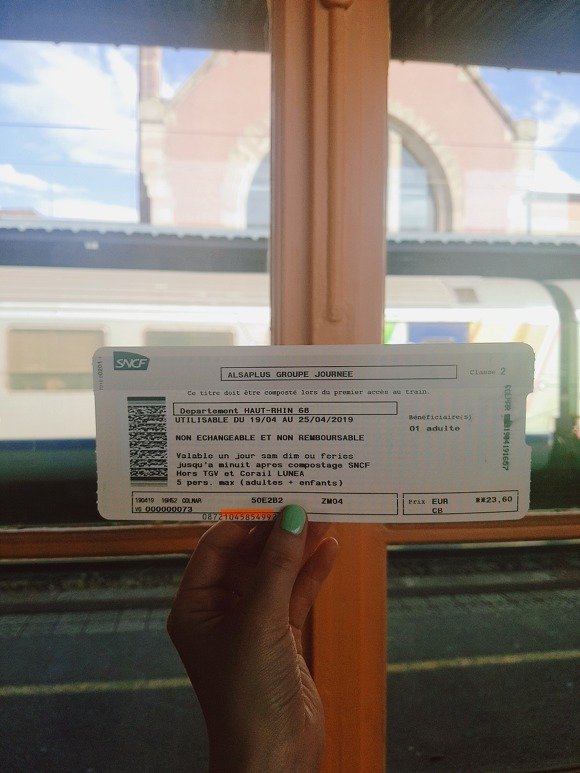 SNCF
ALSAPLUS GROUPE JOURNEE
Classe 2
Ce titre doit être composté lors du premier accès au train.
Departement HAUT-RHIN 68
UTILISABLE DU 19/04 AU 25/04/2019
Bénéficiaire(s)
01 adulte
NON ECHANGEABLE ET NON REMBOURSABLE
Valable un jour sam dim ou feries
jusqu'a minuit apres compostage SNCF
Hors TGV et Corail LUNEA
5 pers. max (adultes + enfants)
190419 16H52 COLMAR 50E2B2 ZM04
VG 000000073
Prix EUR **23,60
CB